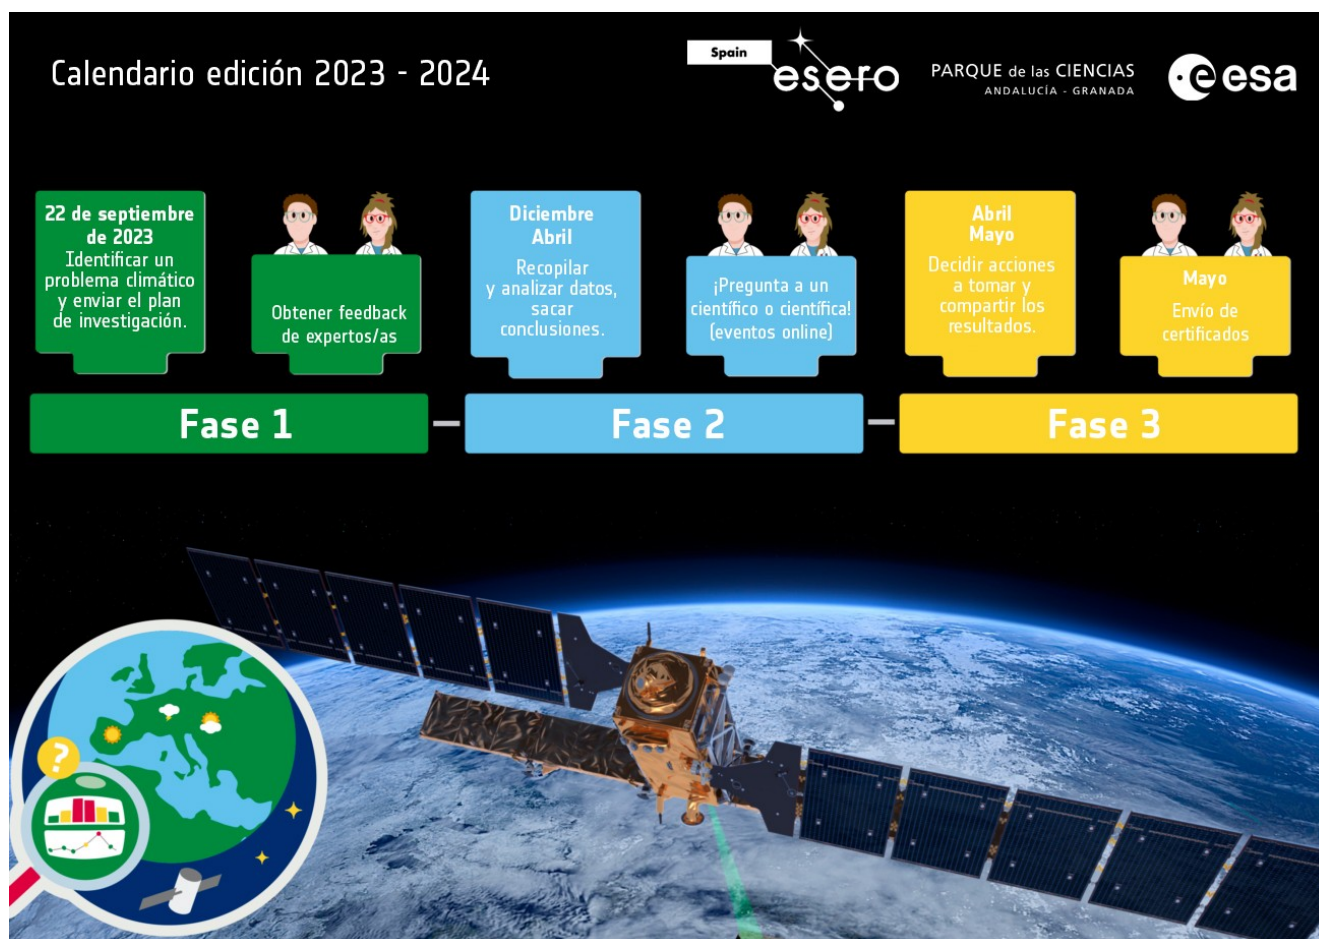 Calendario edición 2023 - 2024
Spain
esero
PARQUE de las CIENCIAS
ANDALUCÍA - GRANADA
esa
22 de septiembre
de 2023
Identificar un
problema climático
y enviar el plan
de investigación.
Obtener feedback
de expertos/as
Fase 1
Diciembre
Abril
Recopilar
y analizar datos,
sacar
conclusiones.
¡Pregunta a un
científico o científica!
(eventos online)
Fase 2
Abril
Mayo
Decidir acciones
a tomar y
compartir los
resultados.
Mayo
Envío de
certificados
Fase 3
?